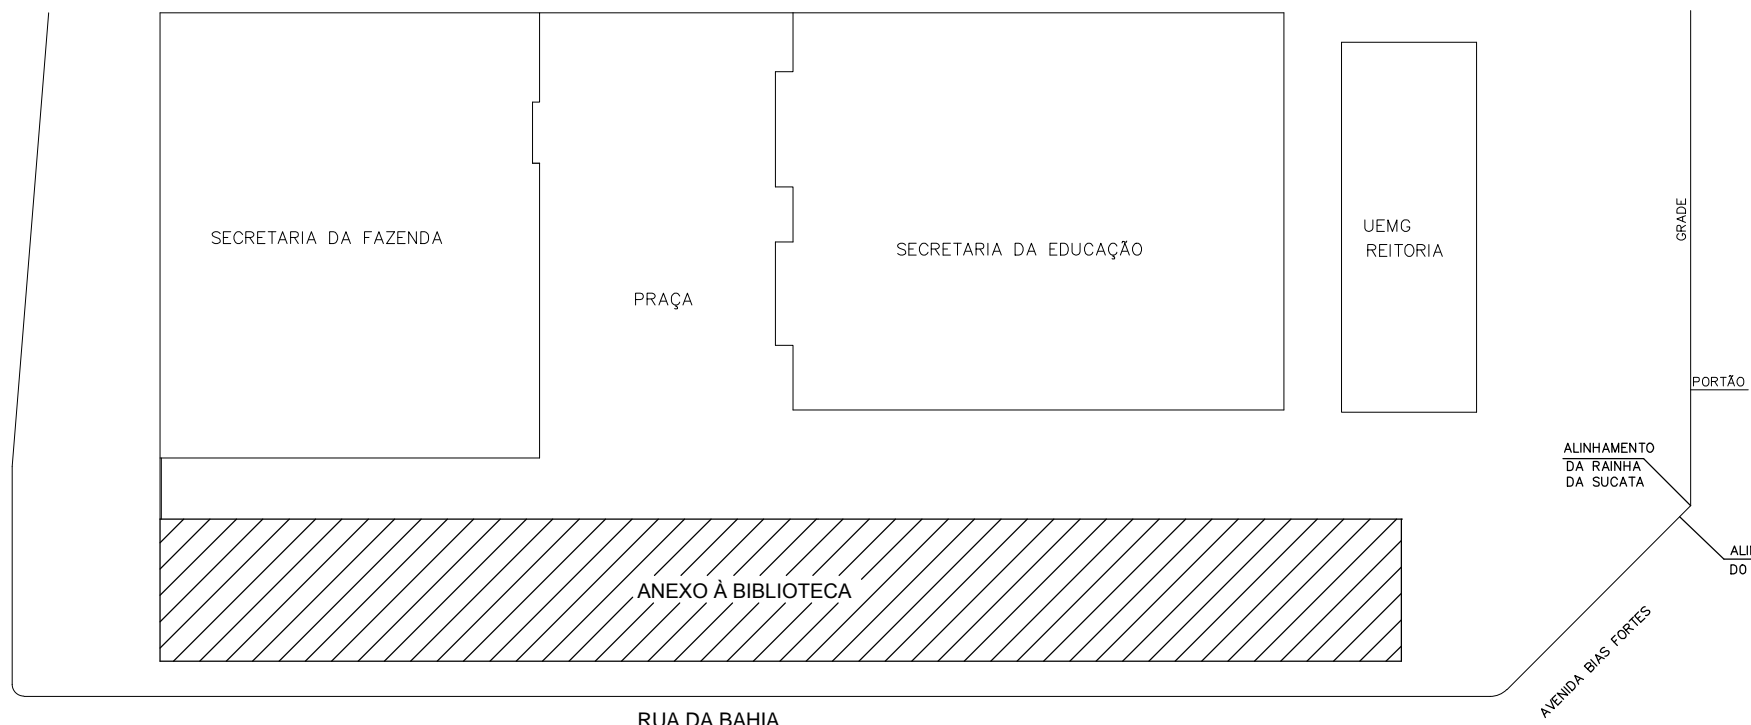 SECRETARIA DA FAZENDA
PRAÇA
SECRETARIA DA EDUCAÇÃO
UEMG
REITORIA
GRADE
PORTÃO
ALINHAMENTO
DA RAINHA
DA SUCATA
DO
ANEXO À BIBLIOTECA
AVENIDA BIAS FORTES
RUA DA BAHIA